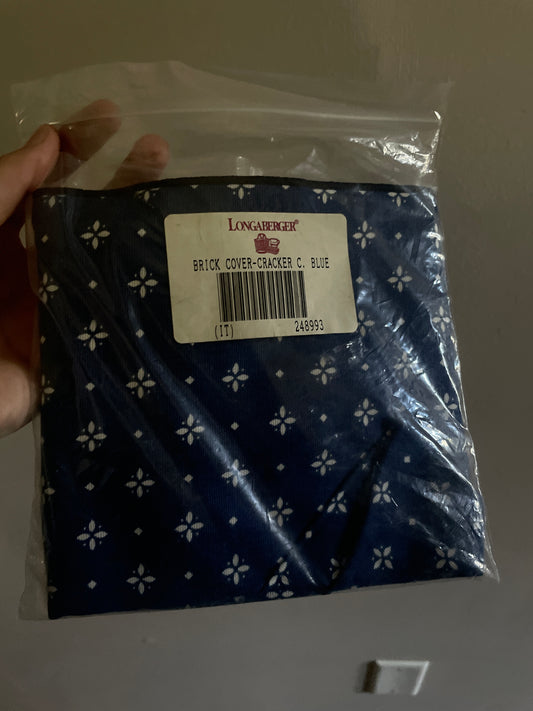 LONGABERGER®
BRICK COVER-CRACKER C. BLUE
(IT) 248993